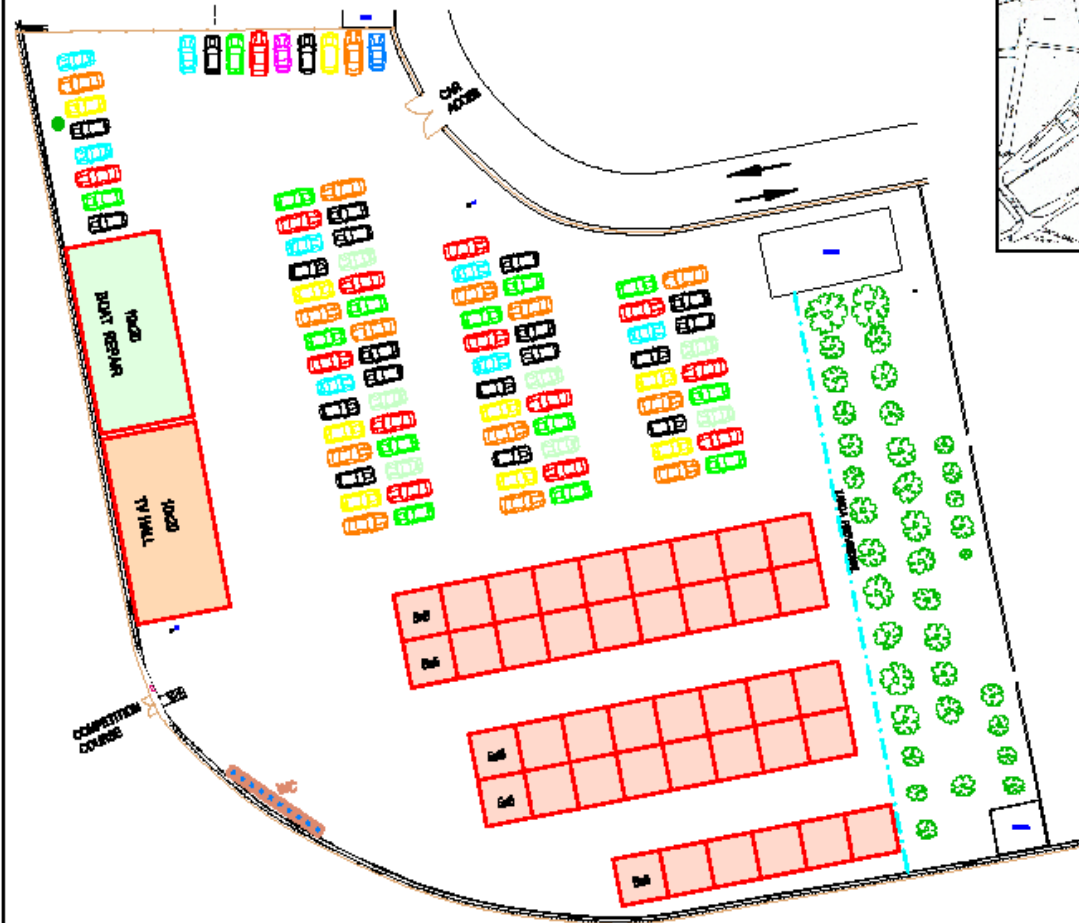 CAR
ACCESS
10x20
BOAT REPAIR
10x20
TV HALL
5x5
5x5
COMPETITION
COURSE
5x5
5x5
WC
5x5